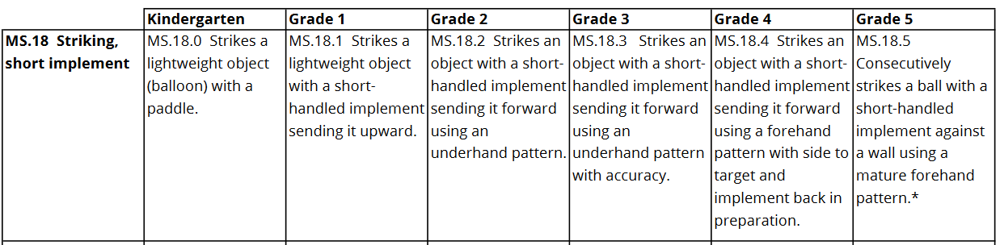 Kindergarten
Grade 1
Grade 2
Grade 3
Grade 4
Grade 5
MS.18  Striking,
short implement
MS.18.0  Strikes a
lightweight object
(balloon) with a
paddle.
MS.18.1  Strikes a
lightweight object
with a short-
handled implement
sending it upward.
MS.18.2  Strikes an
object with a short-
handled implement
sending it forward
using an
underhand pattern.
MS.18.3   Strikes an
object with a short-
handled implement
sending it forward
using an
underhand pattern
with accuracy.
MS.18.4  Strikes an
object with a short-
handled implement
sending it forward
using a forehand
pattern with side to
target and
implement back in
preparation.
MS.18.5
Consecutively
strikes a ball with a
short-handled
implement against
a wall using a
mature forehand
pattern.*